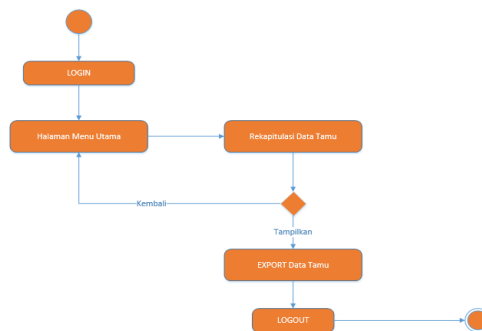 LOGIN
Halaman Menu Utama
Rekapitulasi Data Tamu
Kembali
Tampilkan
EXPORT Data Tamu
LOGOUT